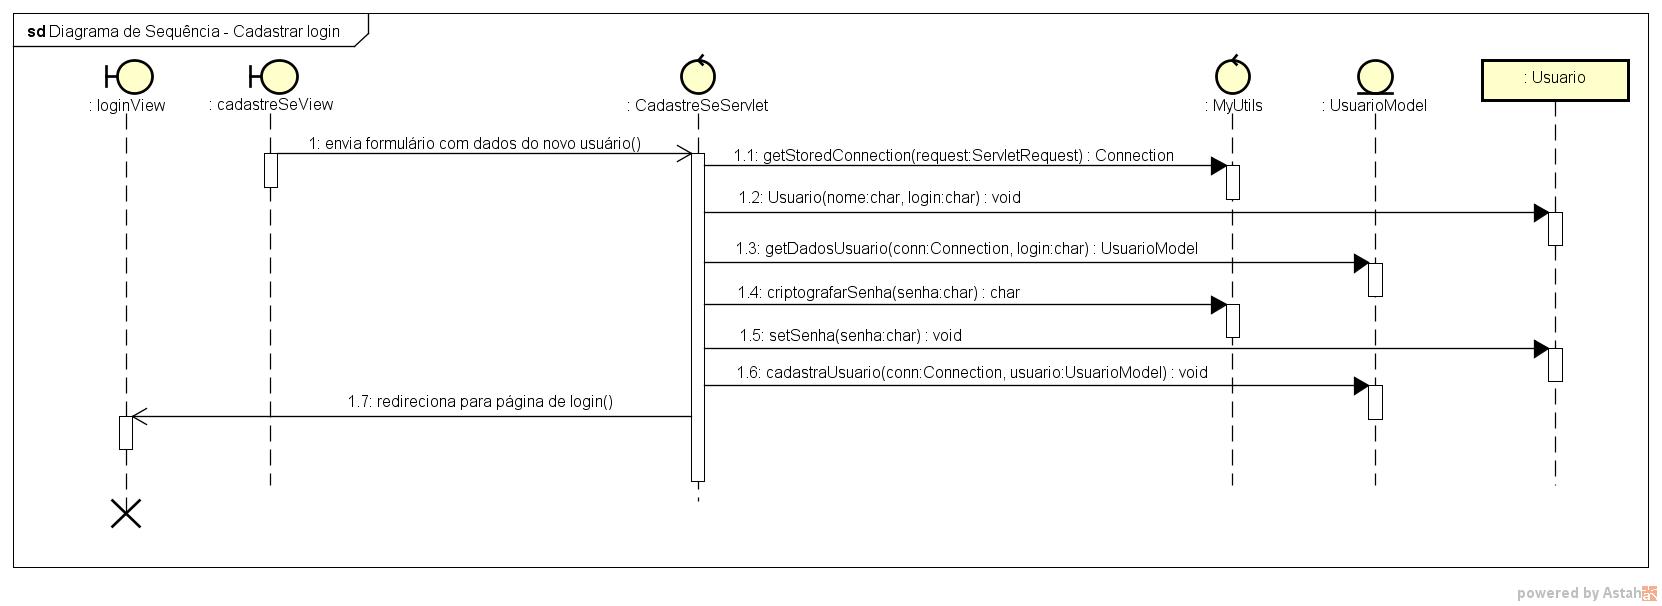 sd Diagrama de Sequência - Cadastrar login
: loginView
: cadastreSeView
: CadastreSeServlet
: MyUtils
: UsuarioModel
: Usuario
1: envia formulário com dados do novo usuário()
1.1: getStoredConnection(request:ServletRequest) : Connection
1.2: Usuario(nome:char, login:char) : void
1.3: getDadosUsuario(conn:Connection, login:char) : UsuarioModel
1.4: criptografarSenha(senha:char) : char
1.5: setSenha(senha:char) : void
1.6: cadastraUsuario(conn:Connection, usuario:UsuarioModel) : void
1.7: redireciona para página de login()
powered by Astah